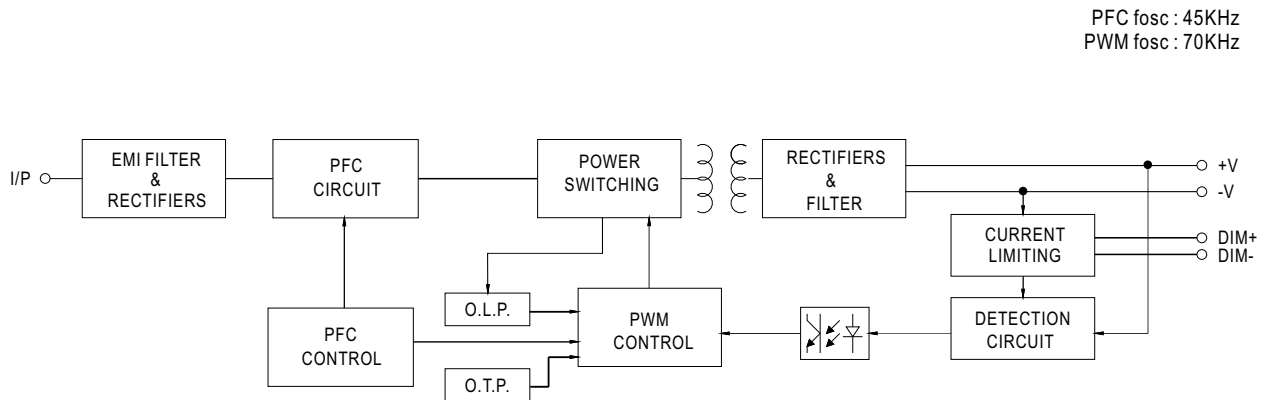 PFC fosc : 45KHz
PWM fosc : 70KHz
I/P
EMI FILTER
&
RECTIFIERS
PFC
CIRCUIT
POWER
SWITCHING
RECTIFIERS
&
FILTER
+V
-V
CURRENT
LIMITING
DIM+
DIM-
O.L.P.
PFC
CONTROL
PWM
CONTROL
DETECTION
CIRCUIT
O.T.P.